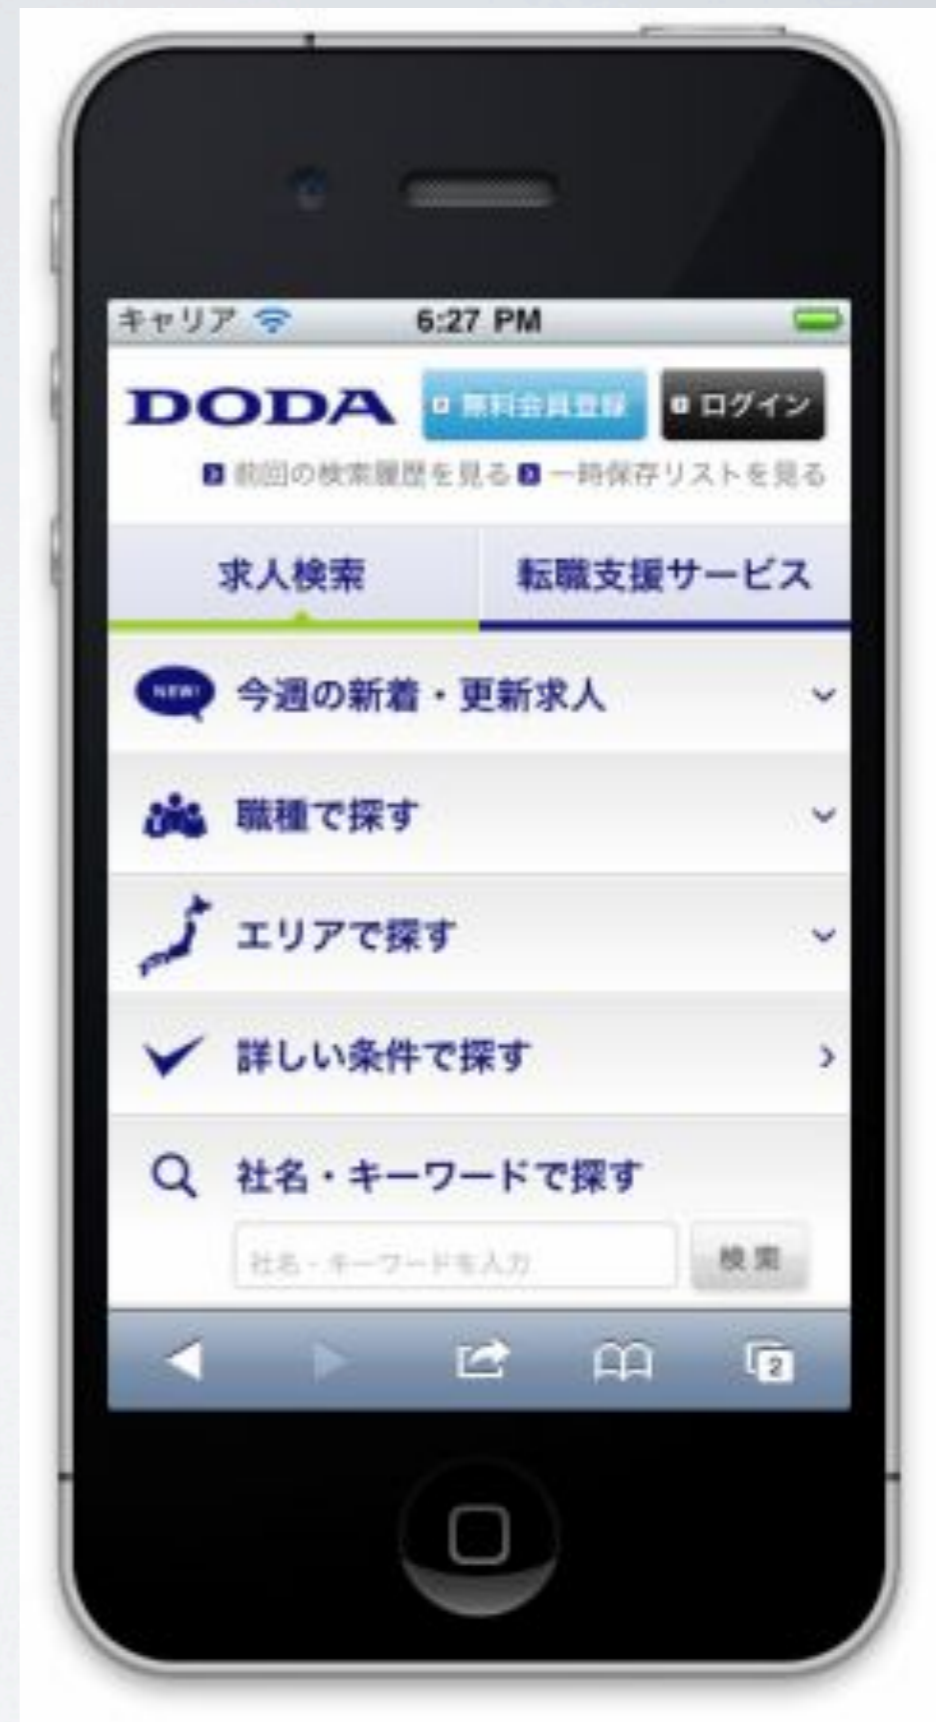 キャリア 6:27 PM
DODA 無料会員登録 ログイン
前回の検索履歴を見る 一時保存リストを見る
求人検索 転職支援サービス
NEW! 今週の新着・更新求人
職種で探す
エリアで探す
詳しい条件で探す
社名・キーワードで探す
社名・キーワードを入力 検索
2